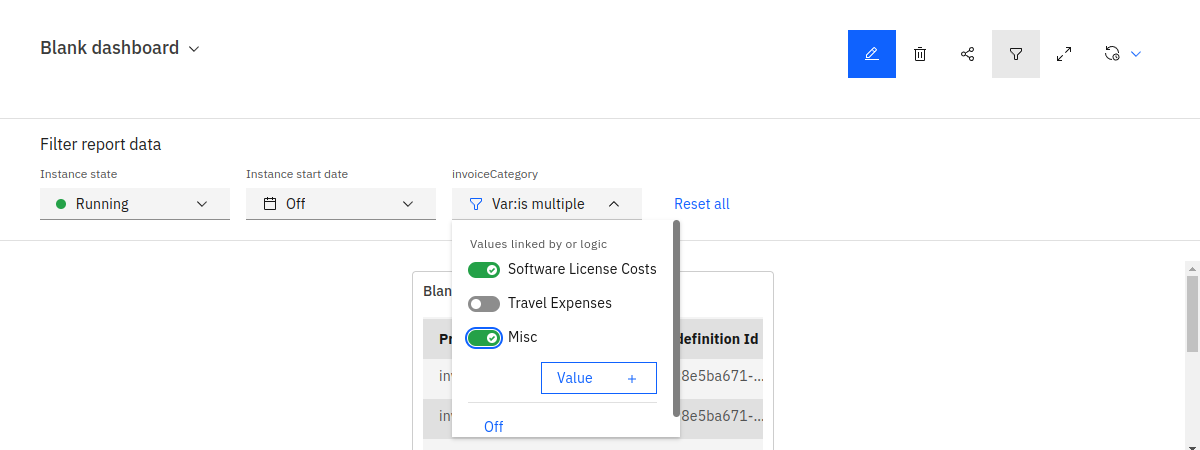 Blank dashboard
Filter report data
Instance state
Instance start date
invoiceCategory
Running
Off
Var:is multiple
Reset all
Values linked by or logic
Software License Costs
Travel Expenses
Misc
Value +
Off
Blan
Pr
definition Id
inv
8e5ba671-...
inv
8e5ba671-...